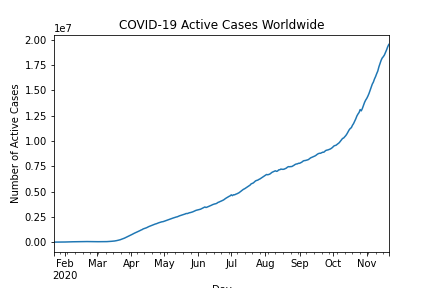 COVID-19 Active Cases Worldwide
1e7
2.00
1.75
1.50
1.25
1.00
0.75
0.50
0.25
0.00
Number of Active Cases
Feb Mar Apr May Jun Jul Aug Sep Oct Nov
2020